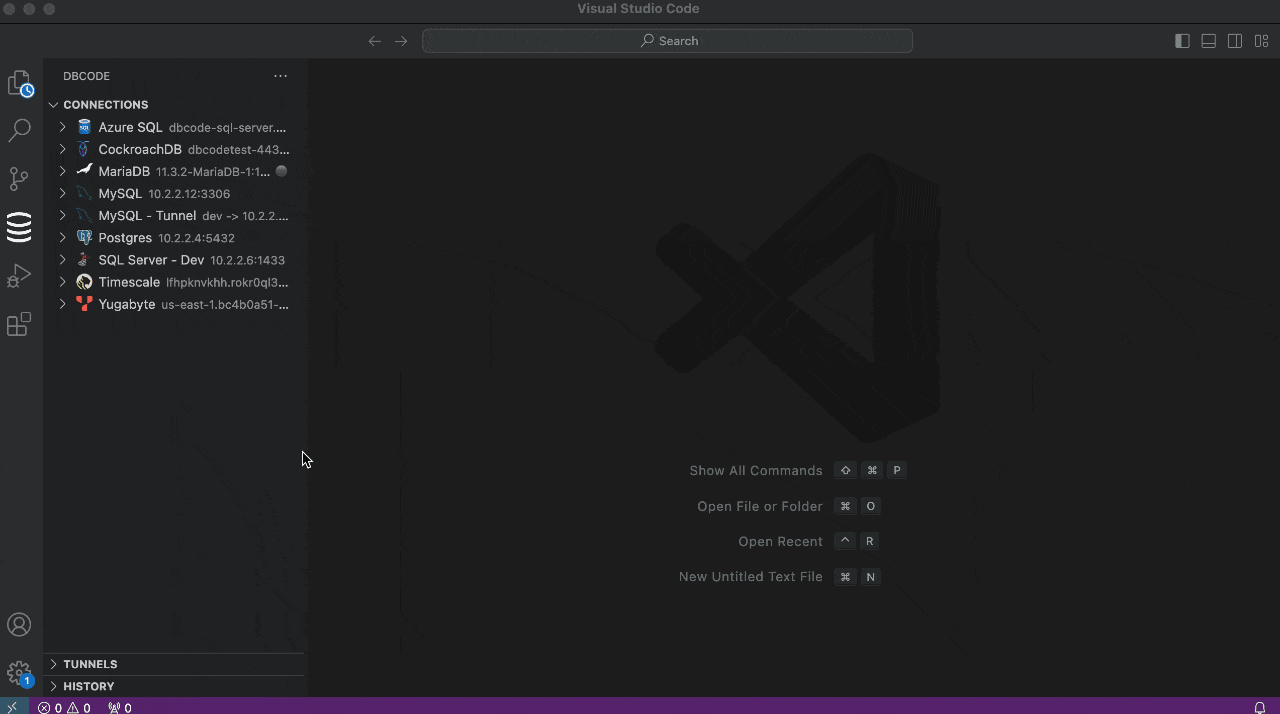 Visual Studio Code
Search
DBCODE
CONNECTIONS
Azure SQL dbcode-sql-server....
CockroachDB dbcodetest-443...
MariaDB 11.3.2-MariaDB-1:1...
MySQL 10.2.2.12:3306
MySQL - Tunnel dev -> 10.2.2....
Postgres 10.2.2.4:5432
SQL Server - Dev 10.2.2.6:1433
Timescale lfhpknvkhh.rokr0ql3...
Yugabyte us-east-1.bc4b0a51-...
Show All Commands ⇧ ⌘ P
Open File or Folder ⌘ O
Open Recent ^ R
New Untitled Text File ⌘ N
TUNNELS
1
HISTORY
0 0 0